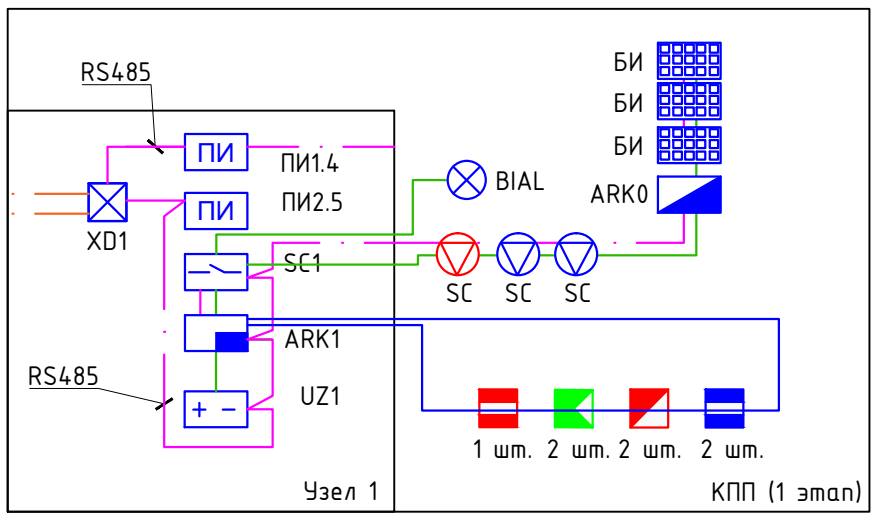 БИ
RS485
БИ
БИ
ПИ
ПИ1.4
BIAL
ARK0
ПИ
ПИ2.5
XD1
SC1
SC
SC
SC
ARK1
RS485
UZ1
+ -
1 шт.
2 шт.
2 шт.
2 шт.
Узел 1
КПП (1 этап)